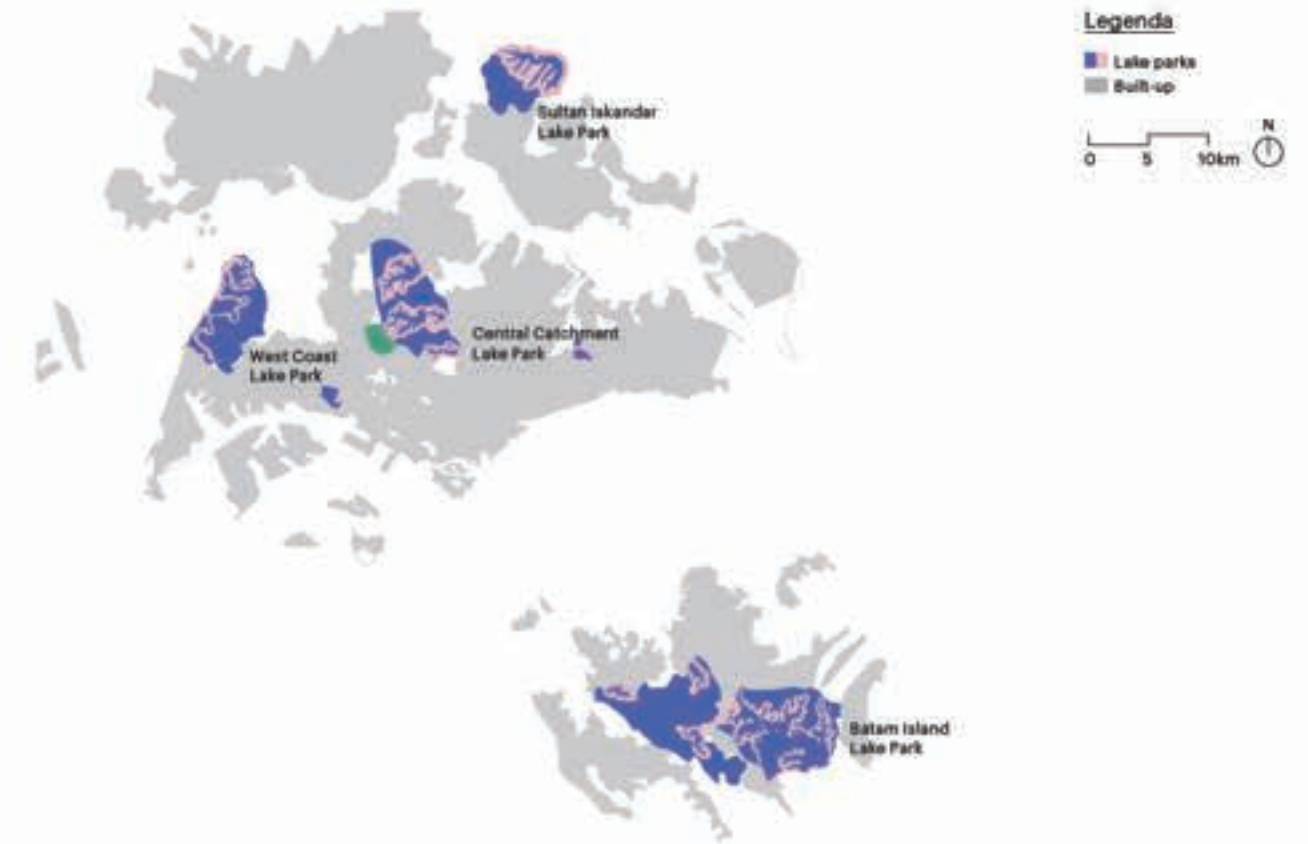 Legenda
Lake parks
Built-up
N
0 5 10km
Sultan Iskandar
Lake Park
Central Catchment
Lake Park
West Coast
Lake Park
Batam Island
Lake Park